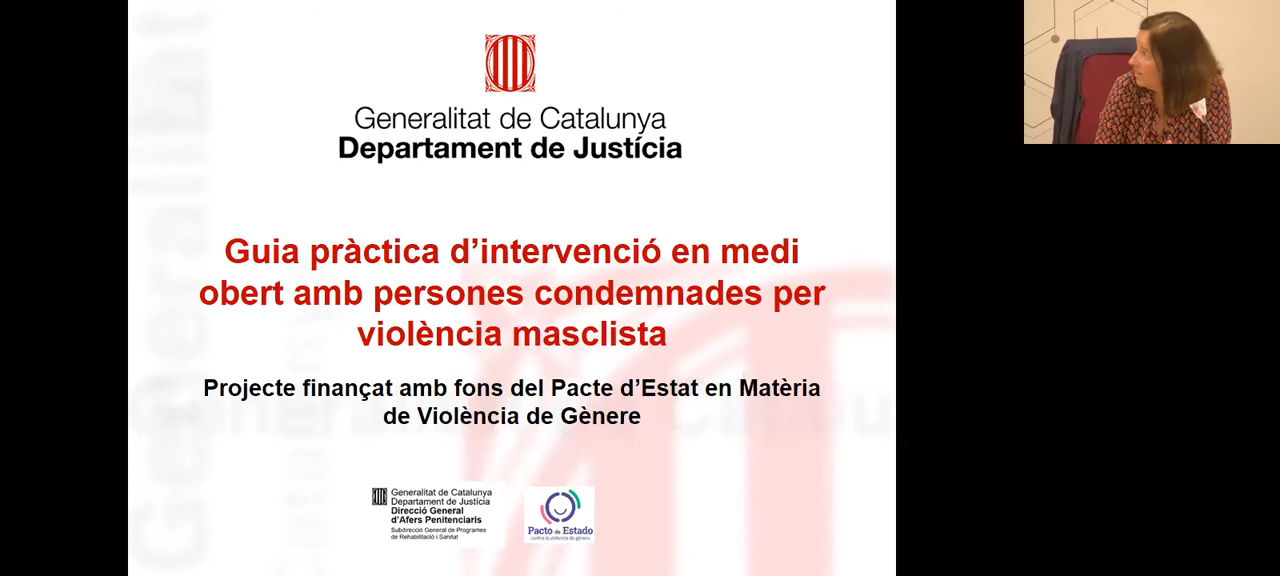 Generalitat de Catalunya
Departament de Justícia
Guia pràctica d’intervenció en medi
obert amb persones condemnades per
violència masclista
Projecte finançat amb fons del Pacte d’Estat en Matèria
de Violència de Gènere
Generalitat de Catalunya
Departament de Justícia
Direcció General
d'Afers Penitenciaris
Subdirecció General de Programes
de Rehabilitació i Sanitat
Pacto de Estado
contra la violencia de género